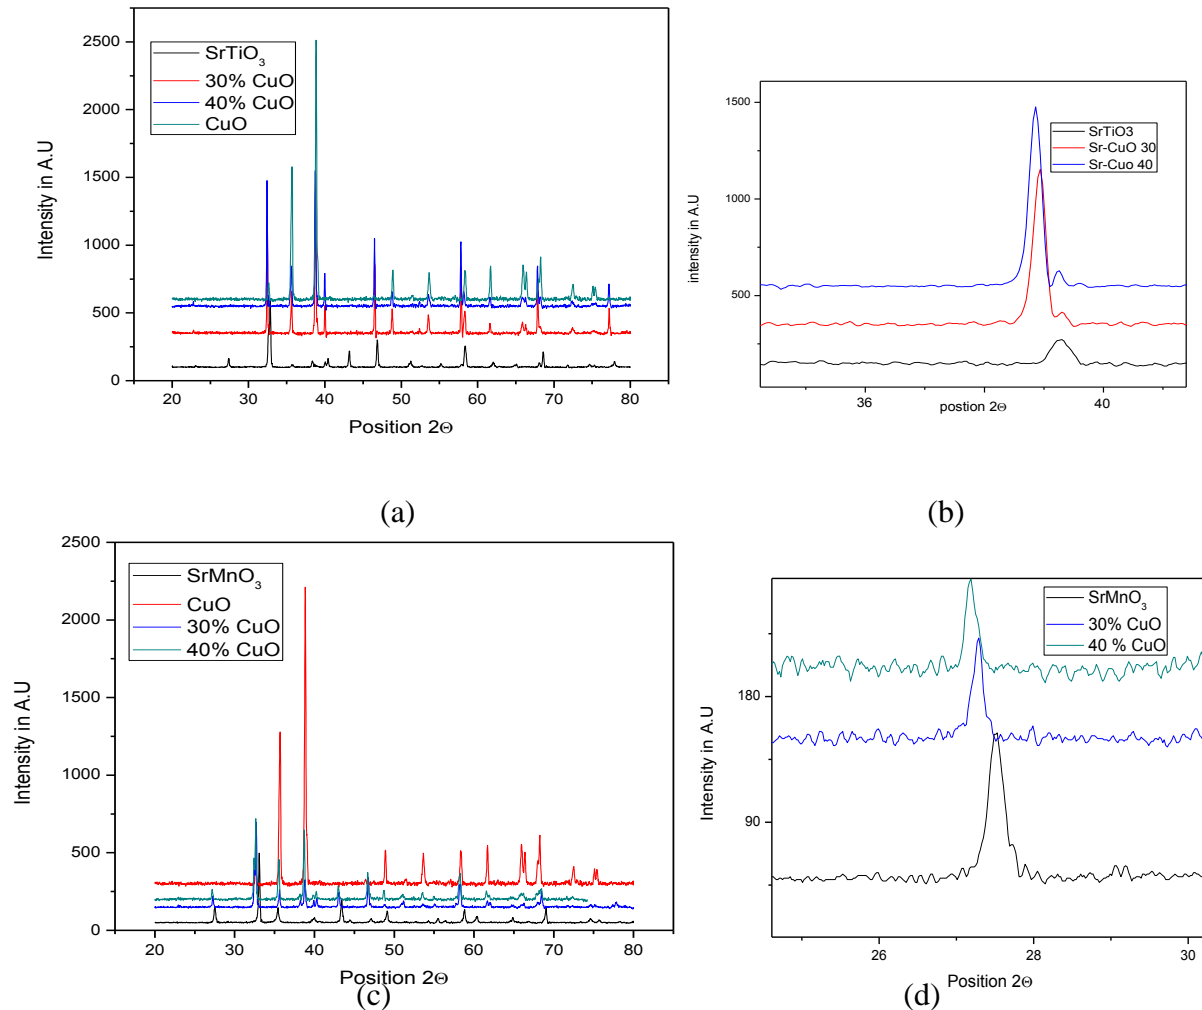 2500
2000
1500
1000
500
0
Intensity in A.U
SrTiO3
30% CuO
40% CuO
CuO
20 30 40 50 60 70 80
Position 2Θ
(a)
1500
1000
500
intensity in A.U
SrTiO3
Sr-CuO 30
Sr-Cuo 40
36 40
postion 2Θ
(b)
2500
2000
1500
1000
500
0
Intensity in A.U
SrMnO3
CuO
30% CuO
40% CuO
20 30 40 50 60 70 80
Position 2Θ
(c)
180
90
Intensity in A.U
SrMnO3
30% CuO
40 % CuO
26 28 30
Position 2Θ
(d)